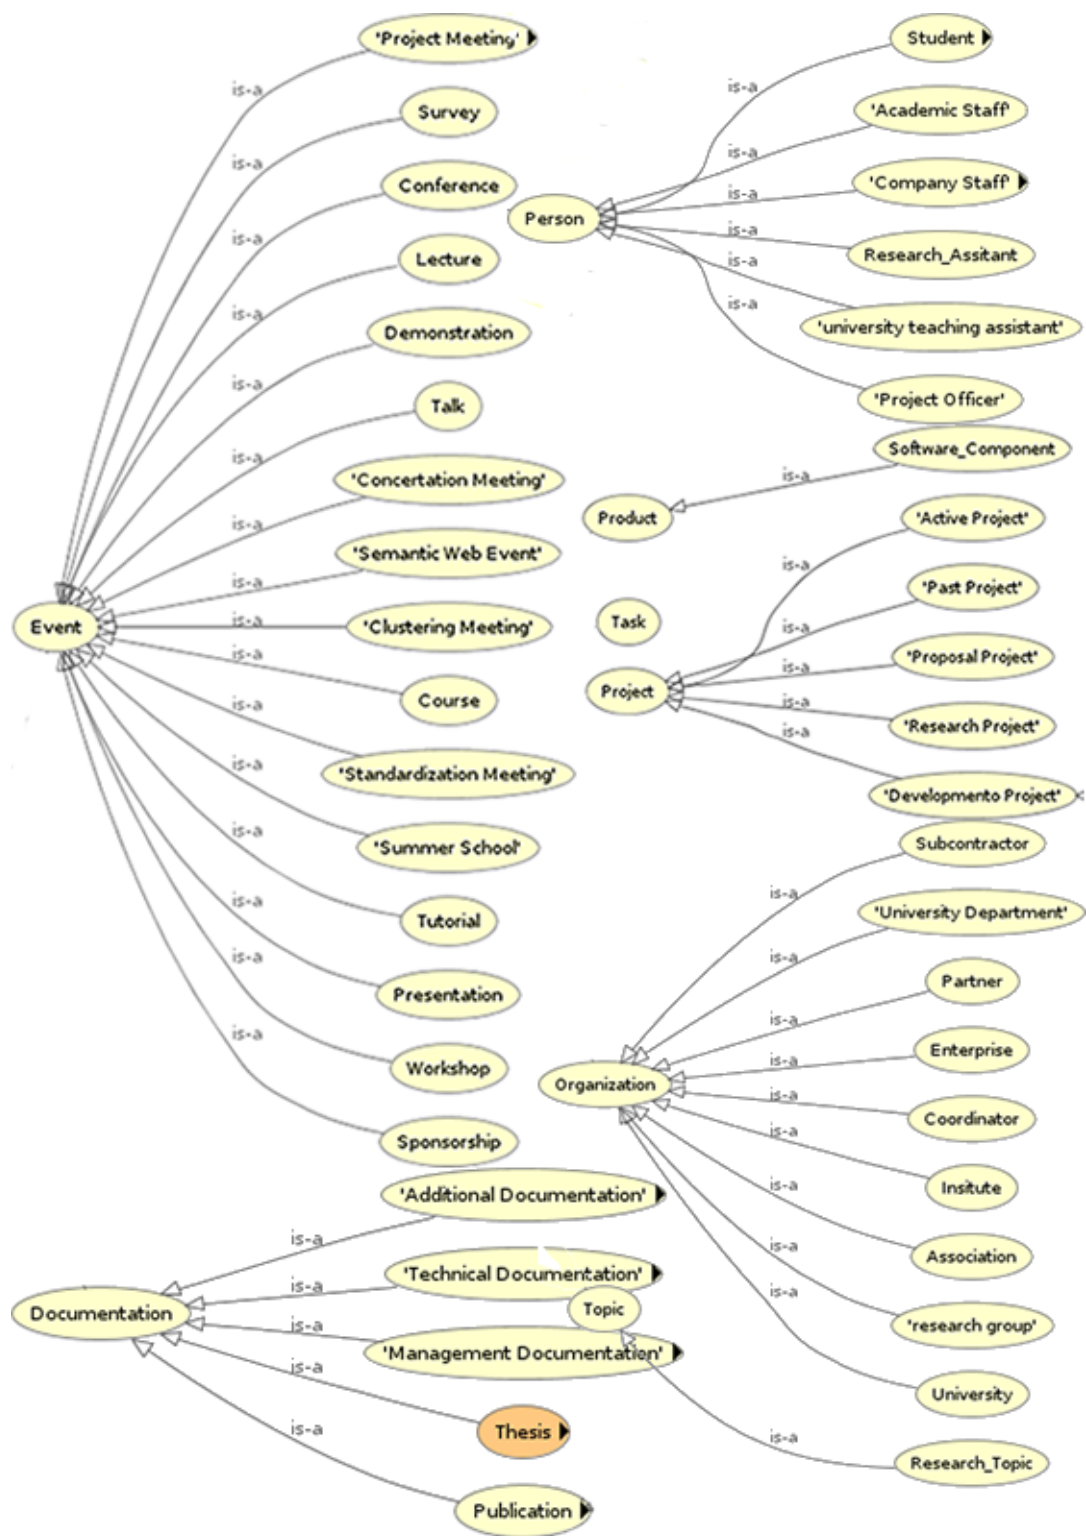 'Project Meeting'
is-a
Survey
is-a
Conference
is-a
Lecture
is-a
Demonstration
is-a
Talk
is-a
'Concertation Meeting'
is-a
'Semantic Web Event'
is-a
Event
'Clustering Meeting'
is-a
is-a
Course
is-a
'Standardization Meeting'
is-a
'Summer School'
is-a
Tutorial
is-a
Presentation
is-a
Workshop
is-a
Sponsorship
Student
is-a
'Academic Staff'
is-a
'Company Staff'
is-a
Person
is-a
Research_Assitant
is-a
'university teaching assistant'
is-a
'Project Officer'
Software_Component
is-a
Product
'Active Project'
is-a
'Past Project'
Task
is-a
'Proposal Project'
is-a
Project
is-a
'Research Project'
is-a
'Developmento Project'
Subcontractor
is-a
'University Department'
is-a
Partner
is-a
Enterprise
is-a
Organization
is-a
Coordinator
is-a
Insitute
is-a
Association
is-a
'research group'
is-a
University
'Additional Documentation'
is-a
'Technical Documentation'
is-a
Documentation
is-a
'Management Documentation'
is-a
Thesis
is-a
Publication
Topic
is-a
Research_Topic